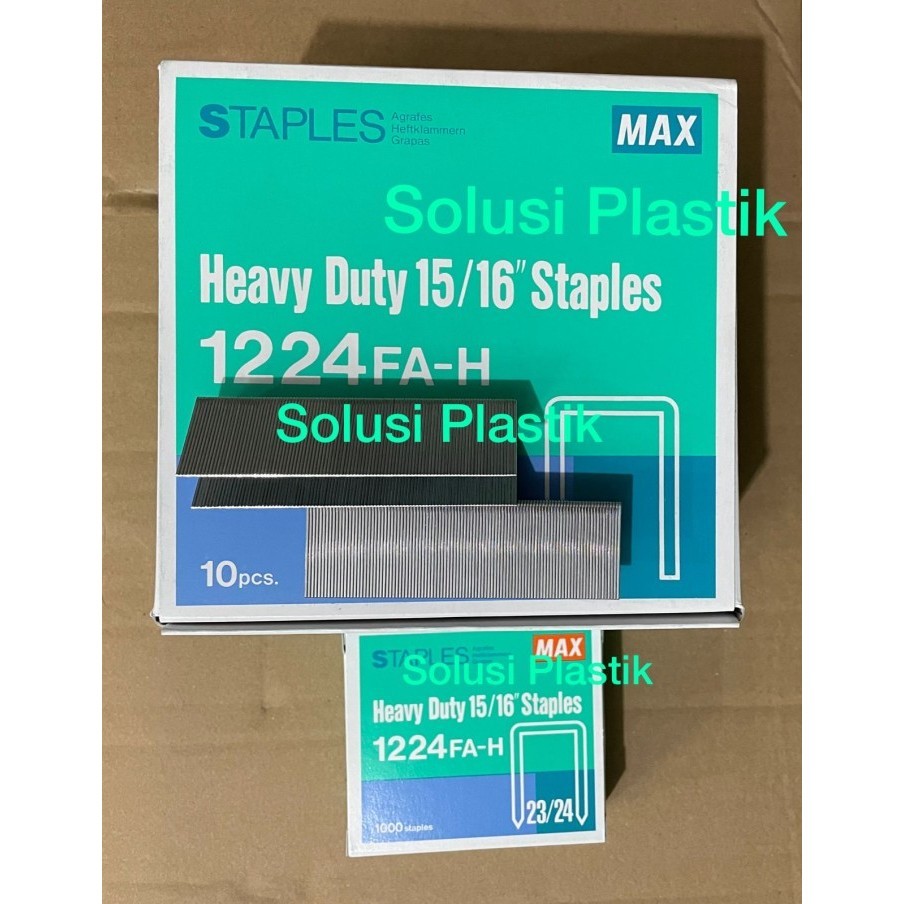 STAPLES
Agrafes
Heftklammern
Grapas
MAX
Solusi Plastik
Heavy Duty 15/16" Staples
1224FA-H
Solusi Plastik
10pcs.
STAPLES
MAX
Solusi Plastik
Heavy Duty 15/16" Staples
1224FA-H
23/24
1000 staples